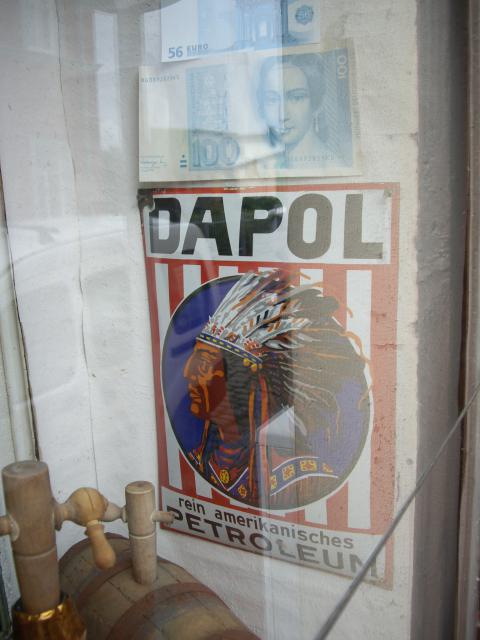 56 EURO
100
100
DAPOL
rein amerikanisches
PETROLEUM